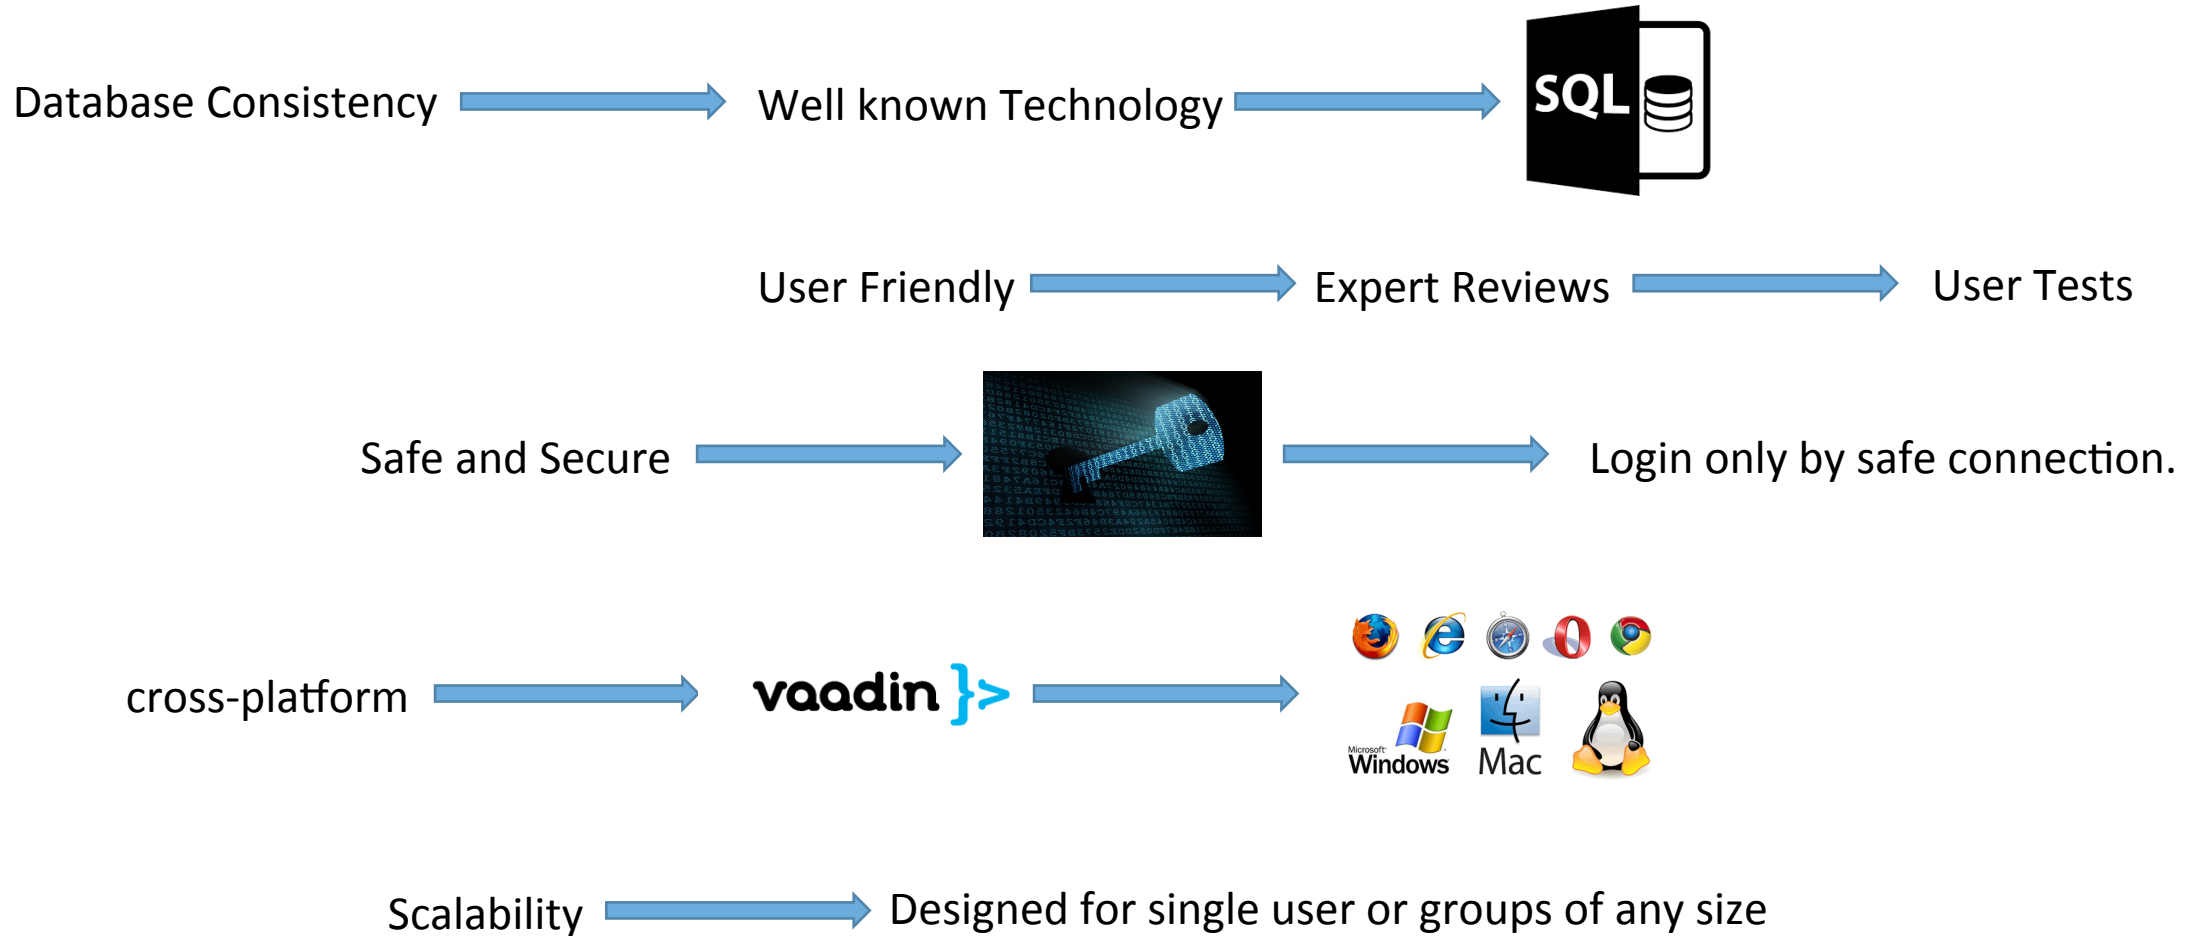 Database Consistency
Well known Technology
SQL
User Friendly
Expert Reviews
User Tests
Safe and Secure
Login only by safe connection.
cross-platform
vaadin }>
Microsoft
Windows
Mac
Scalability
Designed for single user or groups of any size